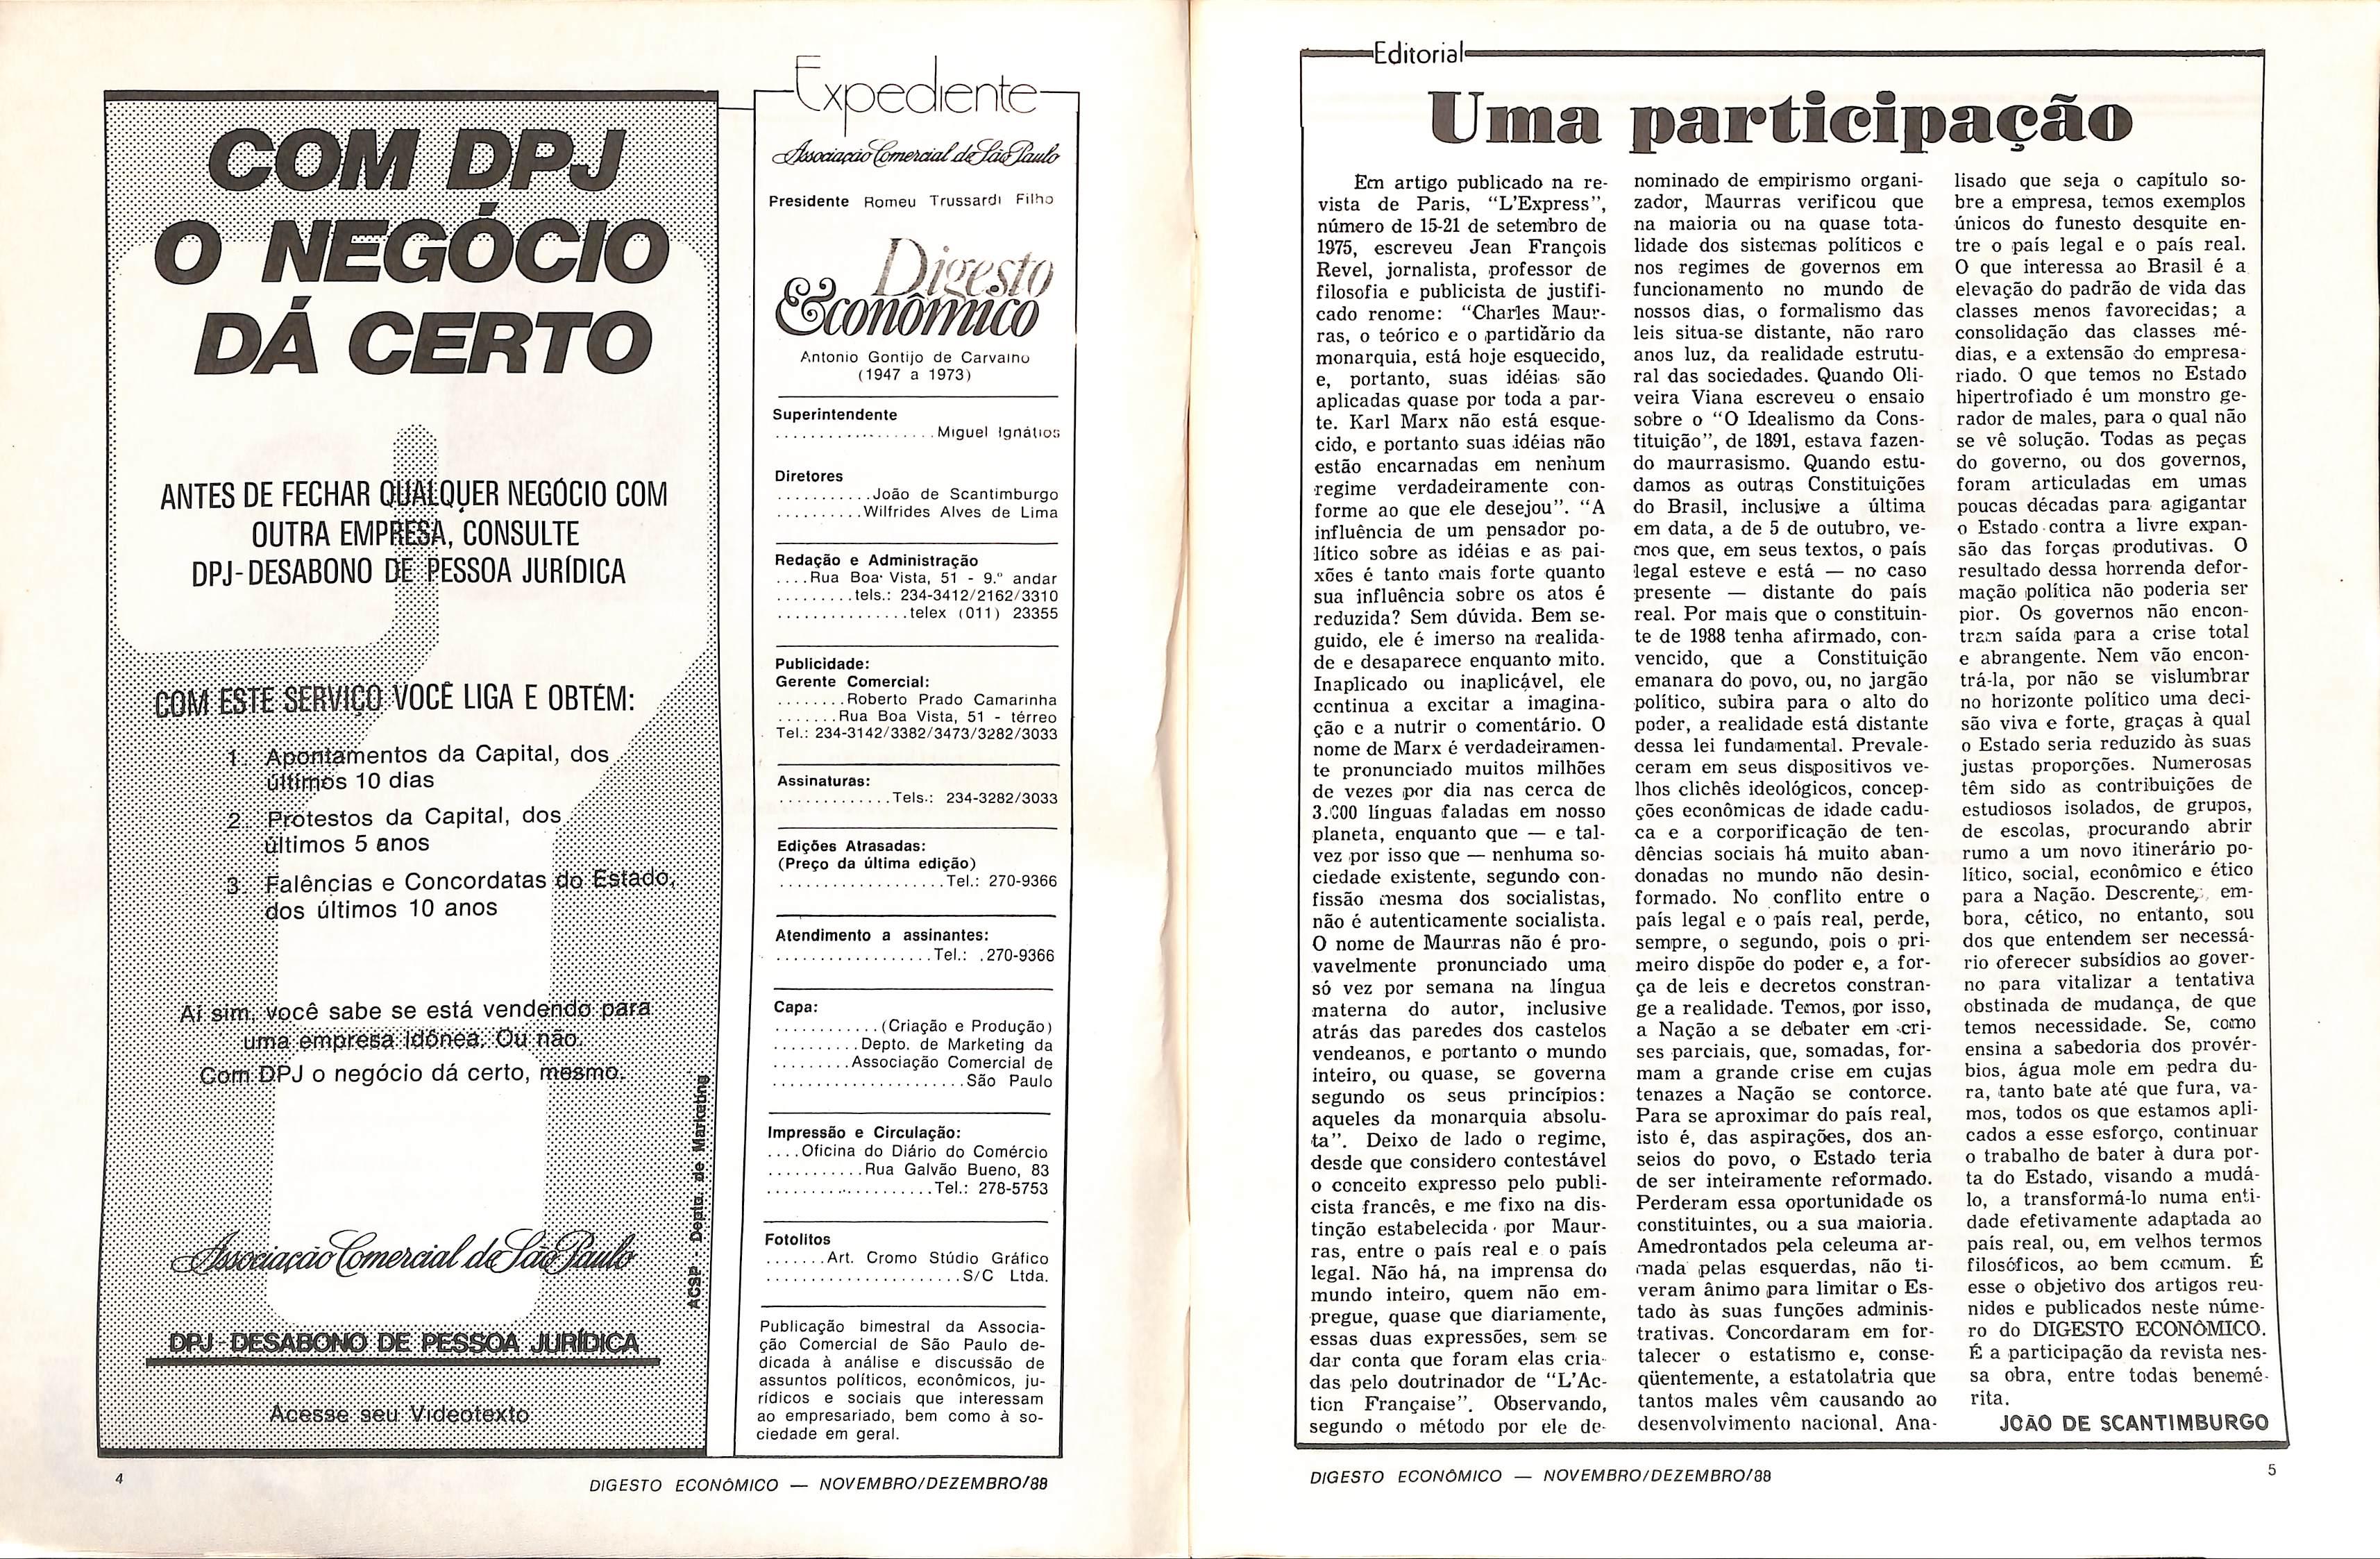 COM DPJ
O NEGÓCIO
DÁ CERTO
ANTES DE FECHAR QUALQUER NEGÓCIO COM
OUTRA EMPRESA, CONSULTE
DPJ-DESABONO DE PESSOA JURÍDICA
COM ESTE SERVIÇO VOCÊ LIGA E OBTÉM:
1. Apontamentos da Capital, dos
últimos 10 dias
2. Protestos da Capital, dos
últimos 5 anos
3. Falências e Concordatas do Estado,
dos últimos 10 anos
Aí sim, você sabe se está vendendo para
uma empresa idônea. Ou não.
Com DPJ o negócio dá certo, mesmo.
Associação Comercial de São Paulo
DPJ - DESABONO DE PESSOA JURÍDICA
Acesse seu Videotexto
ACSP - Depto. de Marketing
4
Expediente
Associação Comercial de São Paulo
Presidente Romeu Trussardi Filho
Digesto
Econômico
Antonio Gontijo de Carvalho
(1947 a 1973)
Superintendente
..................Miguel Ignátios
Diretores
...........João de Scantimburgo
..........Wilfrides Alves de Lima
Redação e Administração
....Rua Boa Vista, 51 - 9.º andar
.........tels.: 234-3412/2162/3310
...............telex (011) 23355
Publicidade:
Gerente Comercial:
........Roberto Prado Camarinha
.......Rua Boa Vista, 51 - térreo
Tel.: 234-3142/3382/3473/3282/3033
Assinaturas:
.............Tels.: 234-3282/3033
Edições Atrasadas:
(Preço da última edição)
...................Tel.: 270-9366
Atendimento a assinantes:
..................Tel.: .270-9366
Capa:
............(Criação e Produção)
..........Depto. de Marketing da
.........Associação Comercial de
......................São Paulo
Impressão e Circulação:
....Oficina do Diário do Comércio
...........Rua Galvão Bueno, 83
...................Tel.: 278-5753
Fotolitos
.......Art. Cromo Stúdio Gráfico
......................S/C Ltda.
Publicação bimestral da Associa-
ção Comercial de São Paulo de-
dicada à análise e discussão de
assuntos políticos, econômicos, ju-
rídicos e sociais que interessam
ao empresariado, bem como à so-
ciedade em geral.
DIGESTO ECONÔMICO — NOVEMBRO/DEZEMBRO/88
Editorial
Uma participação
Em artigo publicado na re-
vista de Paris, "L'Express",
número de 15-21 de setembro de
1975, escreveu Jean François
Revel, jornalista, professor de
filosofia e publicista de justifi-
cado renome: "Charles Maur-
ras, o teórico e o partidário da
monarquia, está hoje esquecido,
e, portanto, suas idéias são
aplicadas quase por toda a par-
te. Karl Marx não está esque-
cido, e portanto suas idéias não
estão encarnadas em nenhum
regime verdadeiramente con-
forme ao que ele desejou". "A
influência de um pensador po-
lítico sobre as idéias e as pai-
xões é tanto mais forte quanto
sua influência sobre os atos é
reduzida? Sem dúvida. Bem se-
guido, ele é imerso na realida-
de e desaparece enquanto mito.
Inaplicado ou inaplicável, ele
continua a excitar a imagina-
ção e a nutrir o comentário. O
nome de Marx é verdadeiramen-
te pronunciado muitos milhões
de vezes por dia nas cerca de
3.000 línguas faladas em nosso
planeta, enquanto que — e tal-
vez por isso que — nenhuma so-
ciedade existente, segundo con-
fissão mesma dos socialistas,
não é autenticamente socialista.
O nome de Maurras não é pro-
vavelmente pronunciado uma
só vez por semana na língua
materna do autor, inclusive
atrás das paredes dos castelos
vendeanos, e portanto o mundo
inteiro, ou quase, se governa
segundo os seus princípios:
aqueles da monarquia absolu-
ta". Deixo de lado o regime,
desde que considero contestável
o conceito expresso pelo publi-
cista francês, e me fixo na dis-
tinção estabelecida por Maur-
ras, entre o país real e o país
legal. Não há, na imprensa do
mundo inteiro, quem não em-
pregue, quase que diariamente,
essas duas expressões, sem se
dar conta que foram elas cria-
das pelo doutrinador de "L'Ac-
tion Française". Observando,
segundo o método por ele de-
nominado de empirismo organi-
zador, Maurras verificou que
na maioria ou na quase tota-
lidade dos sistemas políticos e
nos regimes de governos em
funcionamento no mundo de
nossos dias, o formalismo das
leis situa-se distante, não raro
anos luz, da realidade estrutu-
ral das sociedades. Quando Oli-
veira Viana escreveu o ensaio
sobre o "O Idealismo da Cons-
tituição", de 1891, estava fazen-
do maurrasismo. Quando estu-
damos as outras Constituições
do Brasil, inclusive a última
em data, a de 5 de outubro, ve-
mos que, em seus textos, o país
legal esteve e está — no caso
presente — distante do país
real. Por mais que o constituin-
te de 1988 tenha afirmado, con-
vencido, que a Constituição
emanara do povo, ou, no jargão
político, subira para o alto do
poder, a realidade está distante
dessa lei fundamental. Prevale-
ceram em seus dispositivos ve-
lhos clichês ideológicos, concep-
ções econômicas de idade cadu-
ca e a corporificação de ten-
dências sociais há muito aban-
donadas no mundo não desin-
formado. No conflito entre o
país legal e o país real, perde,
sempre, o segundo, pois o pri-
meiro dispõe do poder e, a for-
ça de leis e decretos constran-
ge a realidade. Temos, por isso,
a Nação a se debater em cri-
ses parciais, que, somadas, for-
mam a grande crise em cujas
tenazes a Nação se contorce.
Para se aproximar do país real,
isto é, das aspirações, dos an-
seios do povo, o Estado teria
de ser inteiramente reformado.
Perderam essa oportunidade os
constituintes, ou a sua maioria.
Amedrontados pela celeuma ar-
mada pelas esquerdas, não ti-
veram ânimo para limitar o Es-
tado às suas funções adminis-
trativas. Concordaram em for-
talecer o estatismo e, conse-
qüentemente, a estatolatria que
tantos males vêm causando ao
desenvolvimento nacional. Ana-
lisado que seja o capítulo so-
bre a empresa, temos exemplos
únicos do funesto desquite en-
tre o país legal e o país real.
O que interessa ao Brasil é a
elevação do padrão de vida das
classes menos favorecidas; a
consolidação das classes mé-
dias, e a extensão do empresa-
riado. O que temos no Estado
hipertrofiado é um monstro ge-
rador de males, para o qual não
se vê solução. Todas as peças
do governo, ou dos governos,
foram articuladas em umas
poucas décadas para agigantar
o Estado contra a livre expan-
são das forças produtivas. O
resultado dessa horrenda defor-
mação política não poderia ser
pior. Os governos não encon-
tram saída para a crise total
e abrangente. Nem vão encon-
trá-la, por não se vislumbrar
no horizonte político uma deci-
são viva e forte, graças à qual
o Estado seria reduzido às suas
justas proporções. Numerosas
têm sido as contribuições de
estudiosos isolados, de grupos,
de escolas, procurando abrir
rumo a um novo itinerário po-
lítico, social, econômico e ético
para a Nação. Descrente, em-
bora, cético, no entanto, sou
dos que entendem ser necessá-
rio oferecer subsídios ao gover-
no para vitalizar a tentativa
obstinada de mudança, de que
temos necessidade. Se, como
ensina a sabedoria dos provér-
bios, água mole em pedra du-
ra, tanto bate até que fura, va-
mos, todos os que estamos apli-
cados a esse esforço, continuar
o trabalho de bater à dura por-
ta do Estado, visando a mudá-
lo, a transformá-lo numa enti-
dade efetivamente adaptada ao
país real, ou, em velhos termos
filosóficos, ao bem comum. É
esse o objetivo dos artigos reu-
nidos e publicados neste núme-
ro do DIGESTO ECONÔMICO.
É a participação da revista nes-
sa obra, entre todas benemé-
rita.
JOÃO DE SCANTIMBURGO
DIGESTO ECONÔMICO — NOVEMBRO/DEZEMBRO/88
5